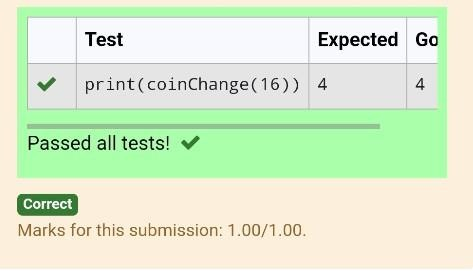 Test Expected Go
print(coinChange(16)) 4 4
Passed all tests!
Correct
Marks for this submission: 1.00/1.00.